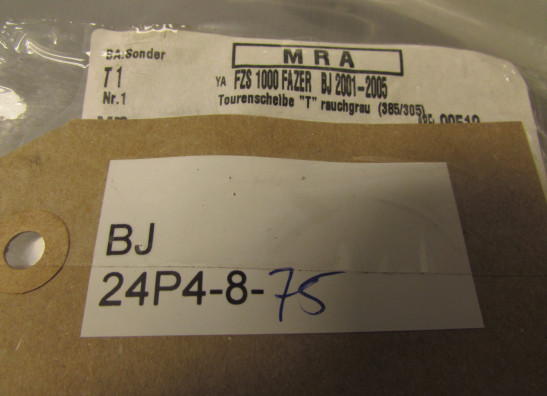 BA:Sonder
MRA
T1
YA FZS 1000 FAZER BJ 2001-2005
Nr.1
Tourenscheibe "T" rauchgrau (385/305)
BJ
24P4-8-75